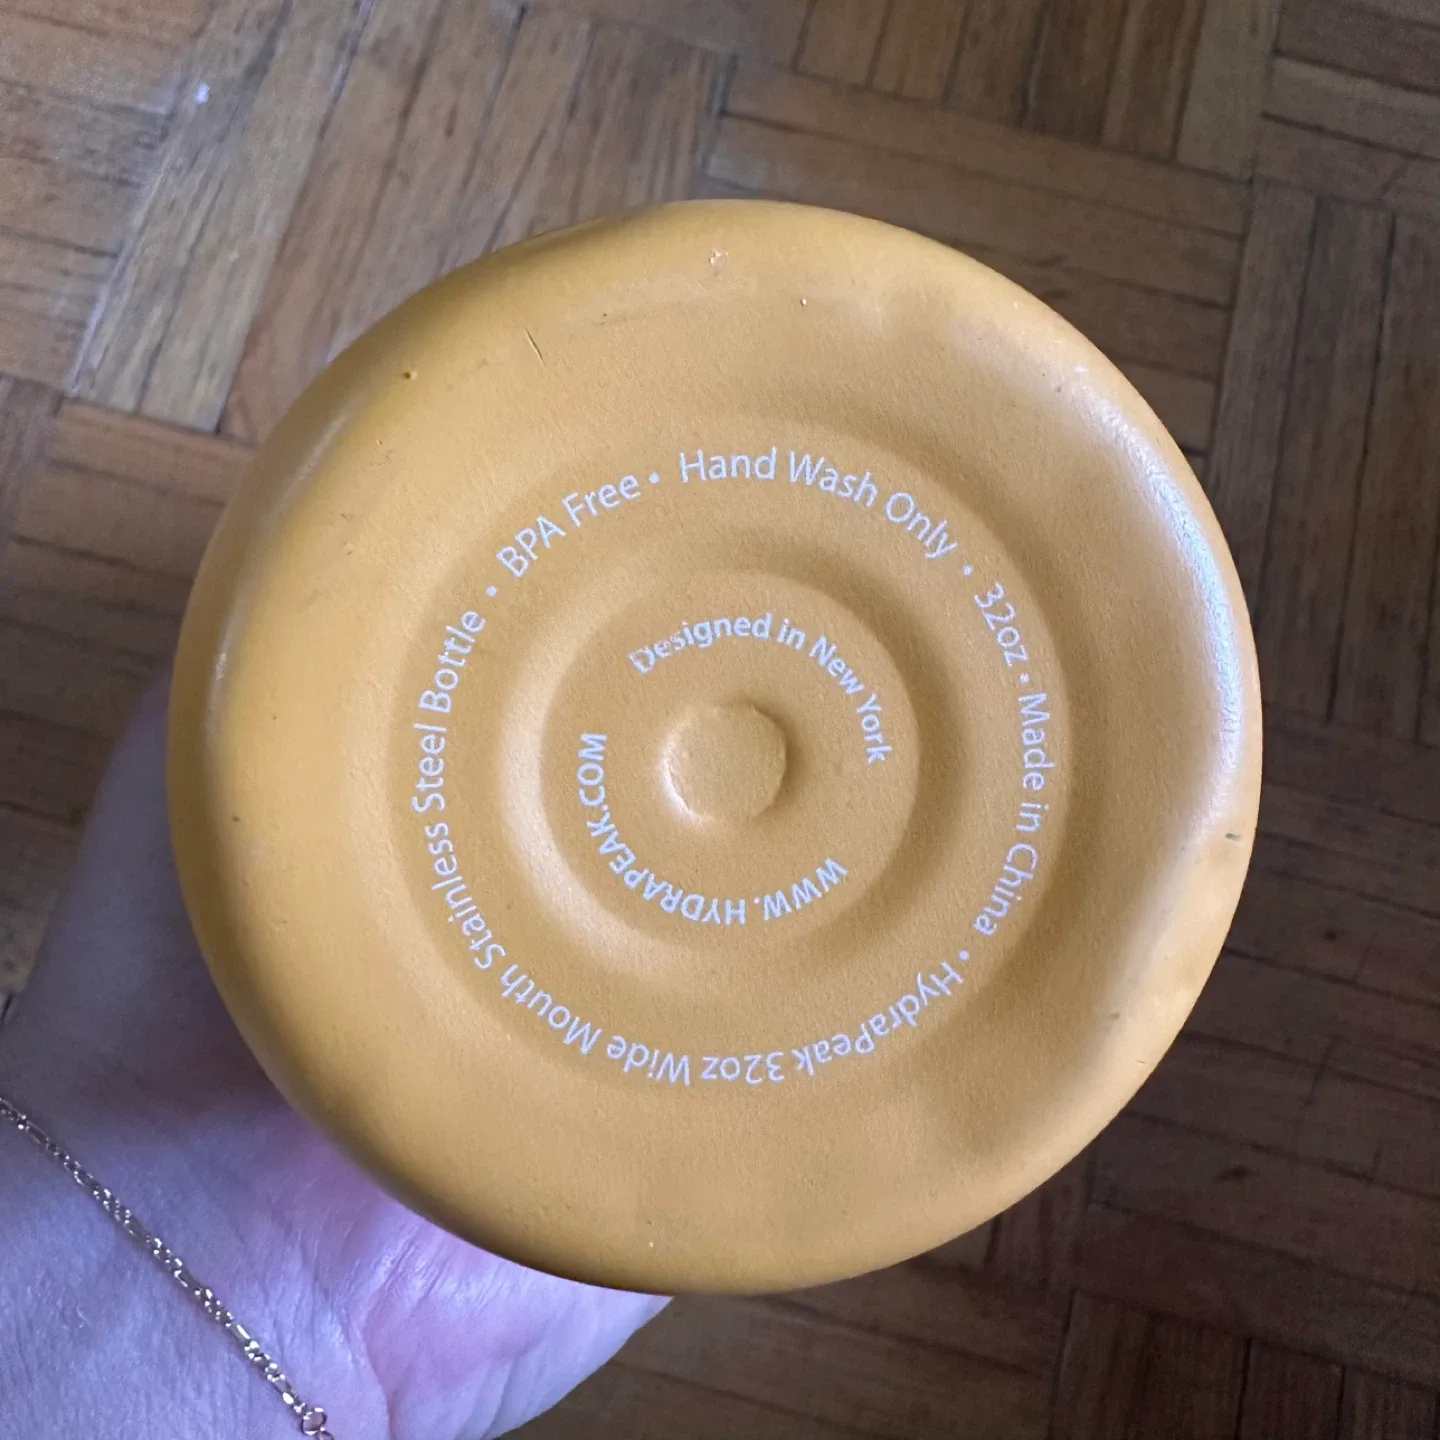 HydraPeak 32oz Wide Mouth Stainless Steel Bottle • BPA Free • Hand Wash Only • 32oz • Made in China •
Designed in New York
WWW.HYDRAPEAK.COM